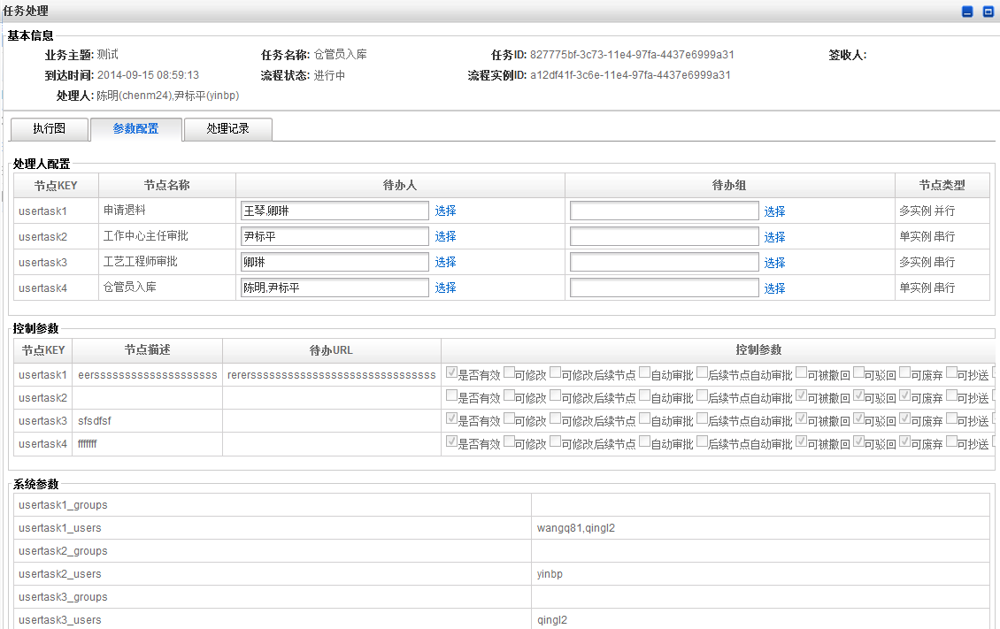 任务处理
基本信息
业务主题: 测试 任务名称: 仓管员入库 任务ID: 827775bf-3c73-11e4-97fa-4437e6999a31 签收人:
到达时间: 2014-09-15 08:59:13 流程状态: 进行中 流程实例ID: a12df41f-3c6e-11e4-97fa-4437e6999a31
处理人: 陈明(chenm24),尹标平(yinbp)
执行图 参数配置 处理记录
处理人配置
节点KEY 节点名称 待办人 待办组 节点类型
usertask1 申请退料 王琴,卿琳 选择 选择 多实例 并行
usertask2 工作中心主任审批 尹标平 选择 选择 单实例 串行
usertask3 工艺工程师审批 卿琳 选择 选择 多实例 串行
usertask4 仓管员入库 陈明,尹标平 选择 选择 单实例 串行
控制参数
节点KEY 节点描述 待办URL 控制参数
usertask1 eerssssssssssssssssssss rerersssssssssssssssssssssssssss 是否有效 可修改 可修改后续节点 自动审批 后续节点自动审批 可被撤回 可驳回 可废弃 可抄送
usertask2 是否有效 可修改 可修改后续节点 自动审批 后续节点自动审批 可被撤回 可驳回 可废弃 可抄送
usertask3 sfsdfsf 是否有效 可修改 可修改后续节点 自动审批 后续节点自动审批 可被撤回 可驳回 可废弃 可抄送
usertask4 fffffff 是否有效 可修改 可修改后续节点 自动审批 后续节点自动审批 可被撤回 可驳回 可废弃 可抄送
系统参数
usertask1_groups
usertask1_users wangq81,qingl2
usertask2_groups
usertask2_users yinbp
usertask3_groups
usertask3_users qingl2